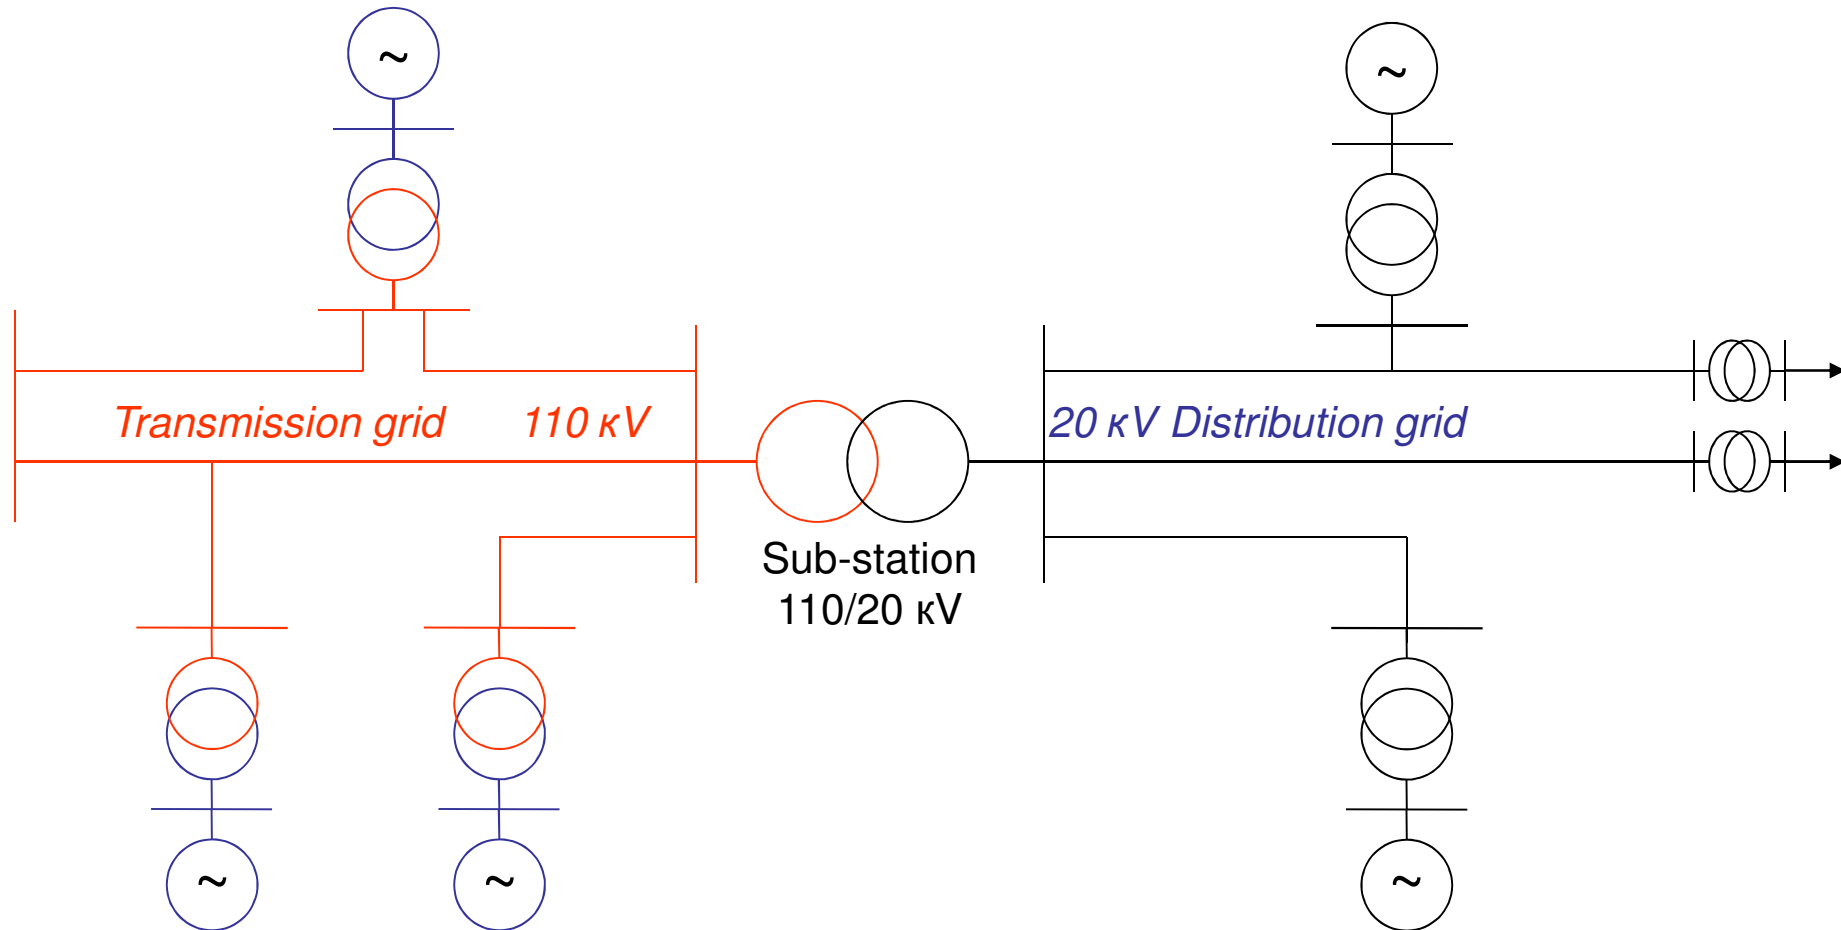 ~
~
Transmission grid 110 кV
20 кV Distribution grid
Sub-station
110/20 кV
~
~
~